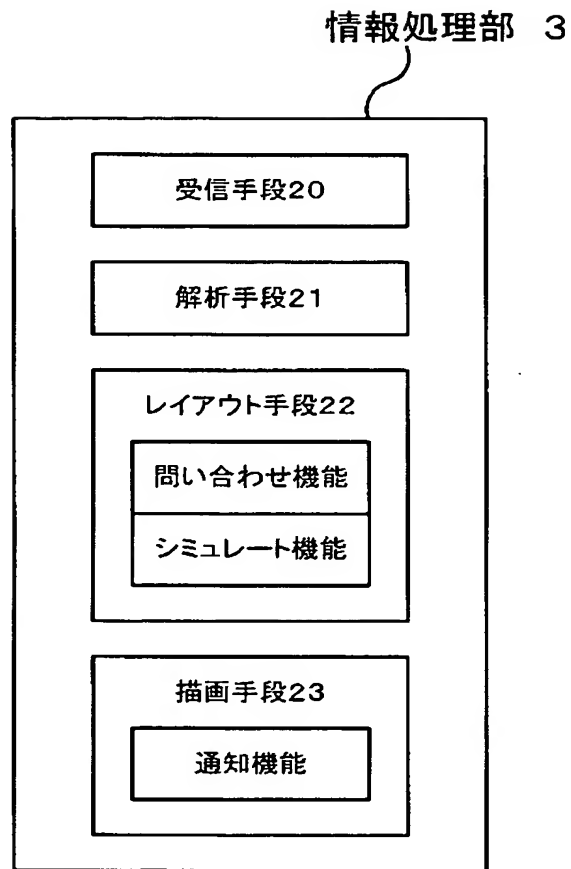 情報処理部 3
受信手段20
解析手段21
レイアウト手段22
問い合わせ機能
シミュレート機能
描画手段23
通知機能